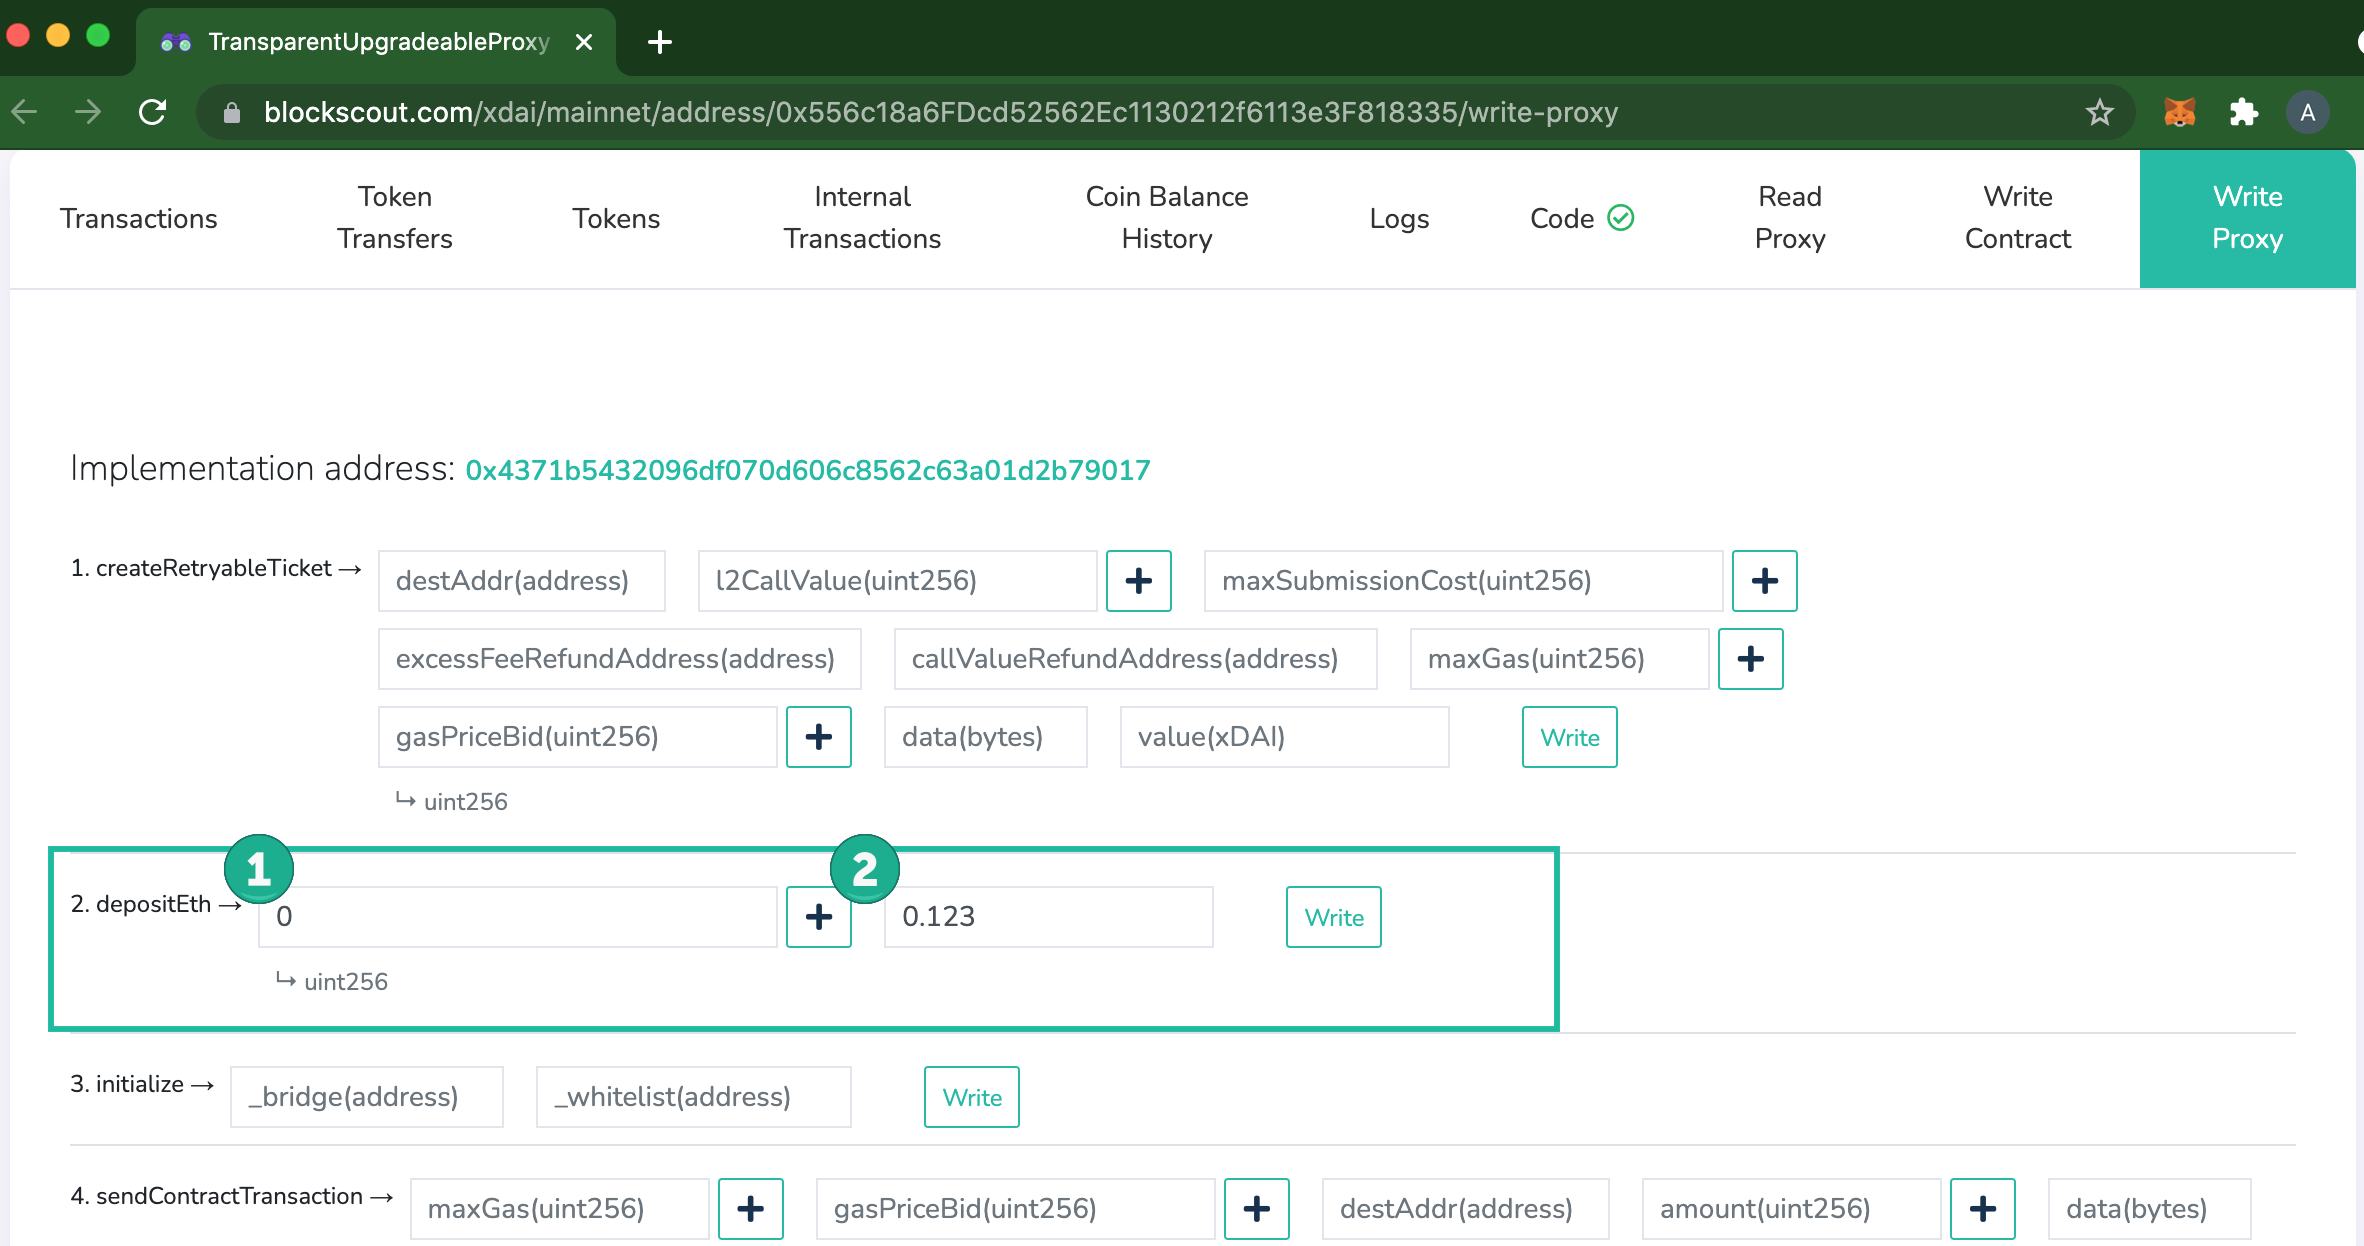 TransparentUpgradeableProxy
blockscout.com/xdai/mainnet/address/0x556c18a6FDcd52562Ec1130212f6113e3F818335/write-proxy
A
Transactions
Token Transfers
Tokens
Internal Transactions
Coin Balance History
Logs
Code
Read Proxy
Write Contract
Write Proxy
Implementation address: 0x4371b5432096df070d606c8562c63a01d2b79017
1. createRetryableTicket → destAddr(address) l2CallValue(uint256) + maxSubmissionCost(uint256) +
excessFeeRefundAddress(address) callValueRefundAddress(address) maxGas(uint256) +
gasPriceBid(uint256) + data(bytes) value(xDAI) Write
↳ uint256
1 2
2. depositEth → 0 + 0.123 Write
↳ uint256
3. initialize → _bridge(address) _whitelist(address) Write
4. sendContractTransaction → maxGas(uint256) + gasPriceBid(uint256) + destAddr(address) amount(uint256) + data(bytes)